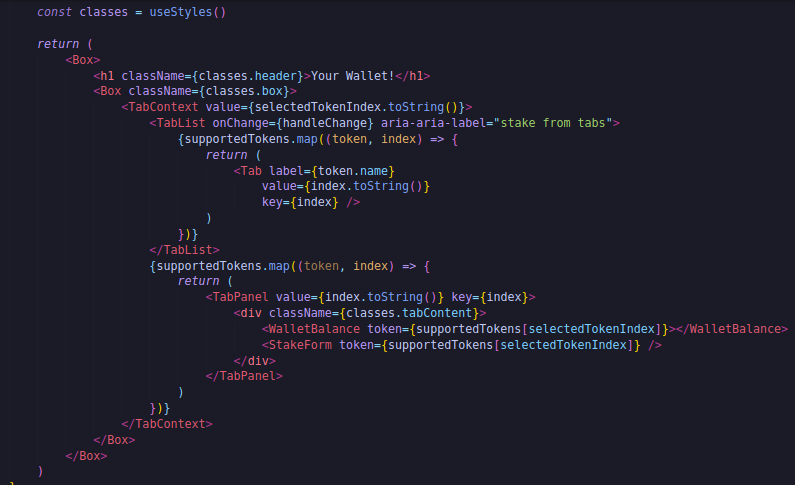 const classes = useStyles()
return (
<Box>
<h1 className={classes.header}>Your Wallet!</h1>
<Box className={classes.box}>
<TabContext value={selectedTokenIndex.toString()}>
<TabList onChange={handleChange} aria-aria-label="stake from tabs">
{supportedTokens.map((token, index) => {
return (
<Tab label={token.name}
value={index.toString()}
key={index} />
)
})}
</TabList>
{supportedTokens.map((token, index) => {
return (
<TabPanel value={index.toString()} key={index}>
<div className={classes.tabContent}>
<WalletBalance token={supportedTokens[selectedTokenIndex]}></WalletBalance>
<StakeForm token={supportedTokens[selectedTokenIndex]} />
</div>
</TabPanel>
)
})}
</TabContext>
</Box>
</Box>
)